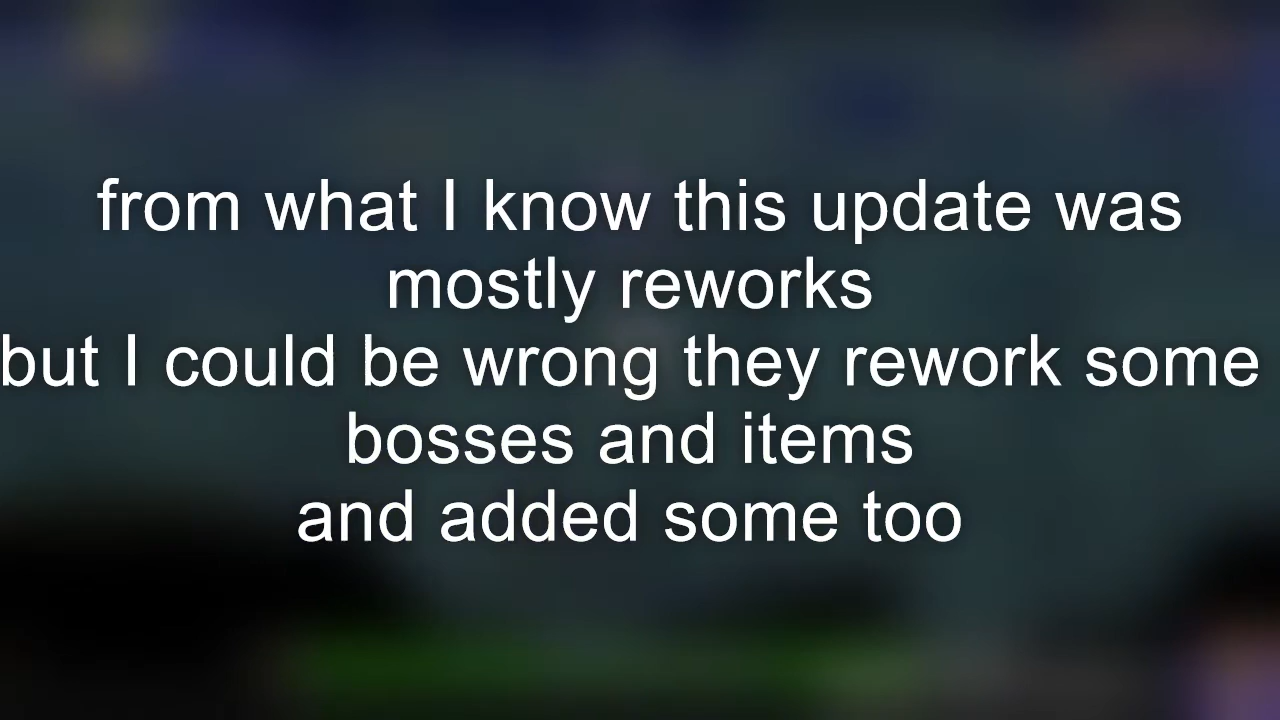 from what I know this update was
mostly reworks
but I could be wrong they rework some
bosses and items
and added some too